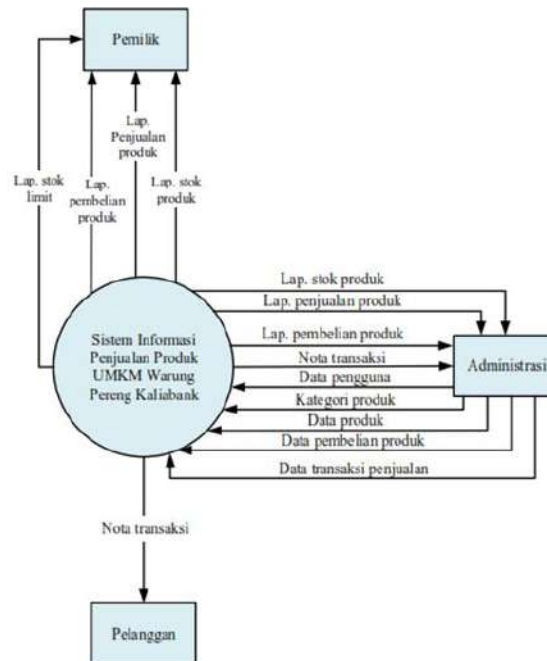 Pemilik
Lap.
Penjualan
produk
Lap. stok
limit
Lap.
pembelian
produk
Lap. stok
produk
Lap. stok produk
Lap. penjualan produk
Sistem Informasi
Penjualan Produk
UMKM Warung
Pereng Kaliabank
Lap. pembelian produk
Nota transaksi
Data pengguna
Kategori produk
Data produk
Data pembelian produk
Data transaksi penjualan
Administrasi
Nota transaksi
Pelanggan